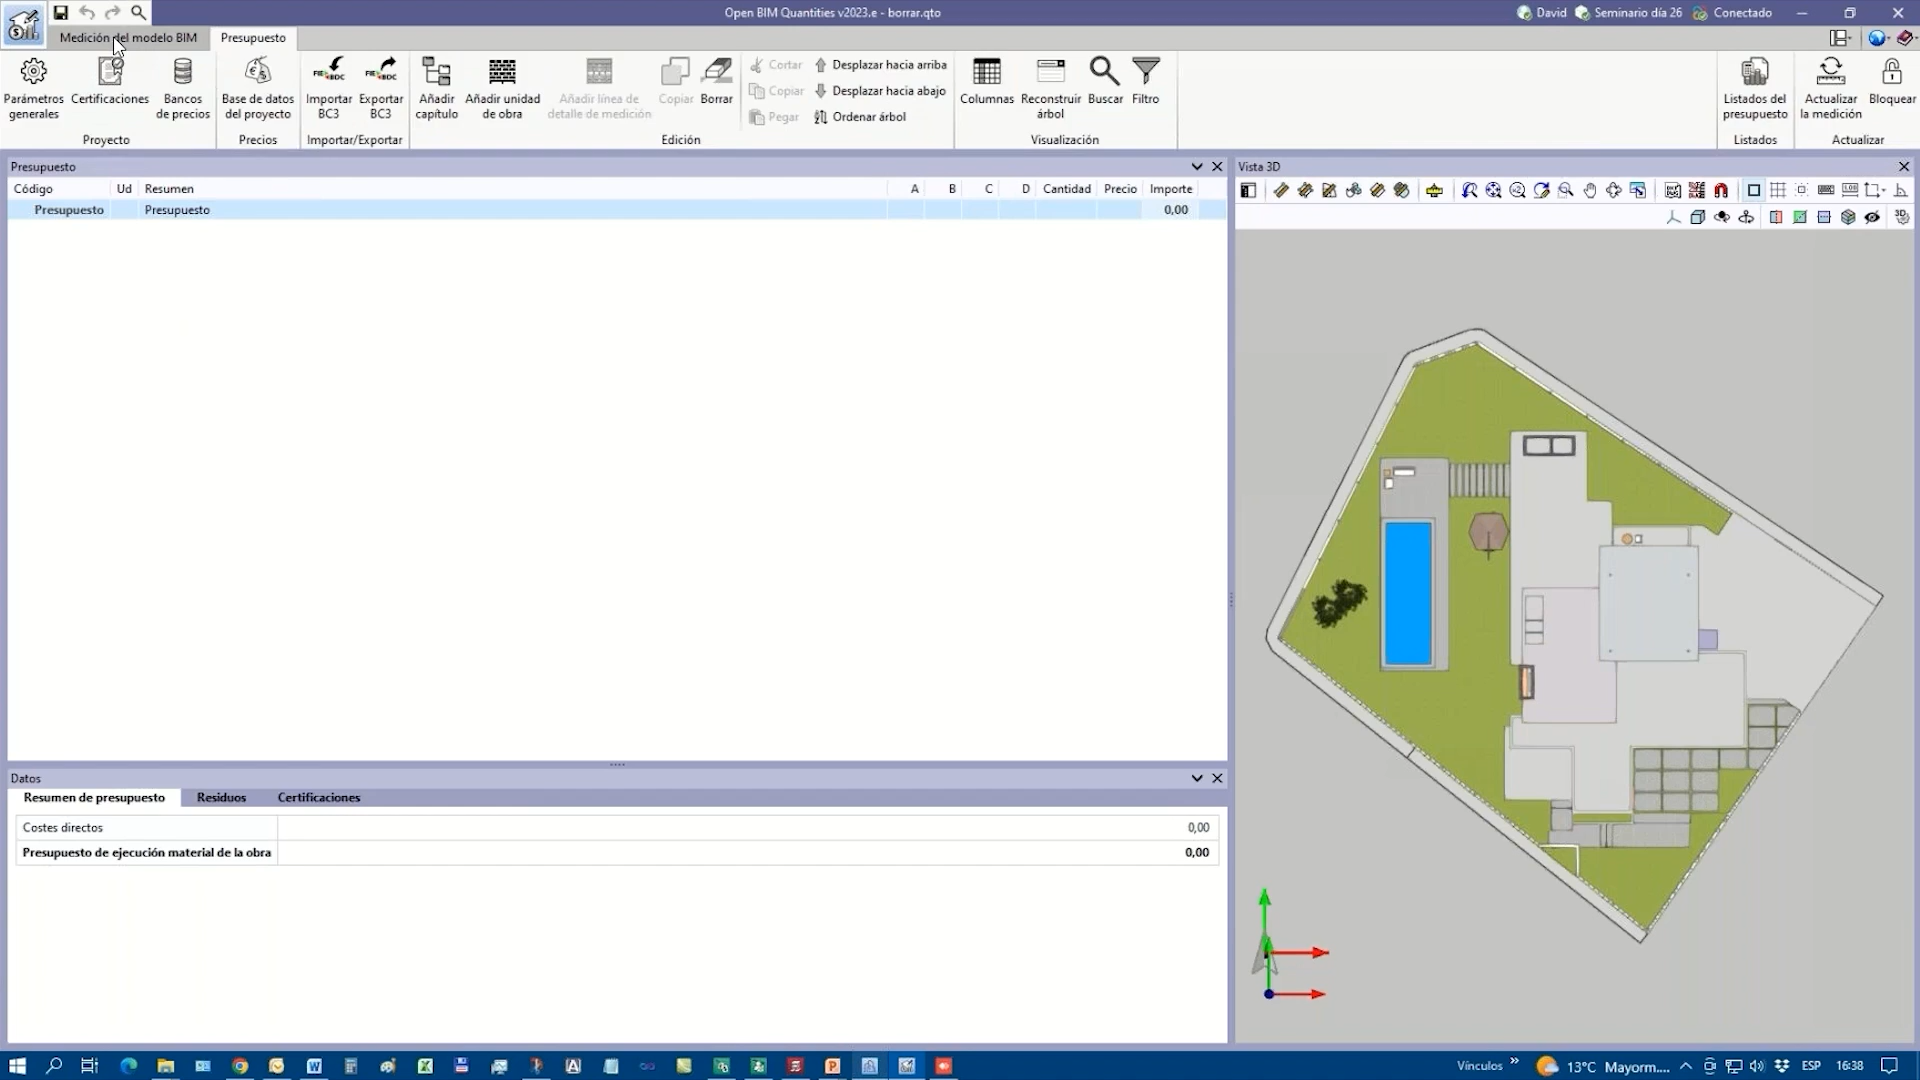 Open BIM Quantities v2023.e - borrar.qto
David
Seminario día 26
Conectado
Medición del modelo BIM
Presupuesto
Parámetros generales
Certificaciones
Bancos de precios
Base de datos del proyecto
Importar BC3
Exportar BC3
Añadir capítulo
Añadir unidad de obra
Añadir línea de detalle de medición
Copiar
Borrar
Cortar
Copiar
Pegar
Desplazar hacia arriba
Desplazar hacia abajo
Ordenar árbol
Columnas
Reconstruir árbol
Buscar
Filtro
Listados del presupuesto
Actualizar la medición
Bloquear
Proyecto
Precios
Importar/Exportar
Edición
Visualización
Listados
Actualizar
Presupuesto
Vista 3D
Código Ud Resumen A B C D Cantidad Precio Importe
Presupuesto Presupuesto 0,00
Datos
Resumen de presupuesto
Residuos
Certificaciones
Costes directos 0,00
Presupuesto de ejecución material de la obra 0,00
Vínculos
13°C Mayorm....
ESP
16:38